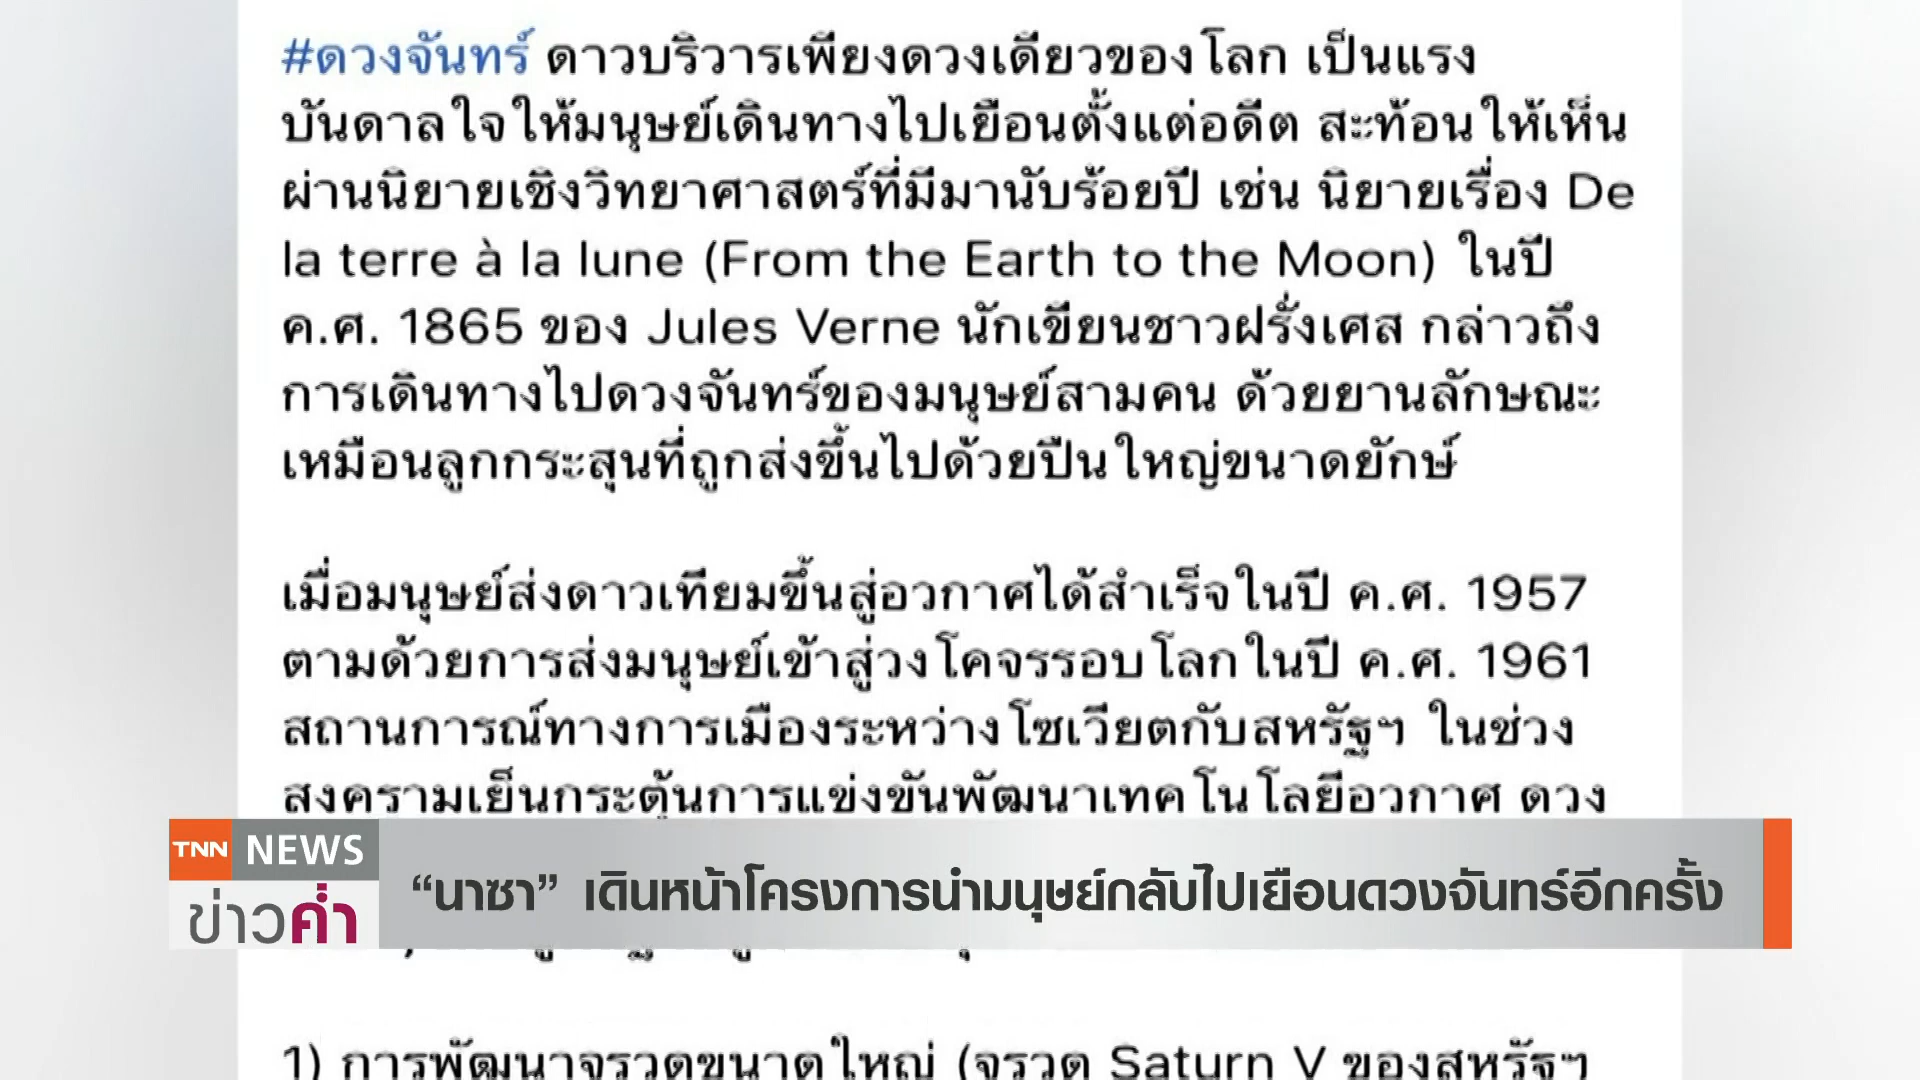 #ดวงจันทร์ ดาวบริวารเพียงดวงเดียวของโลก เป็นแรง
บันดาลใจให้มนุษย์เดินทางไปเยือนตั้งแต่อดีต สะท้อนให้เห็น
ผ่านนิยายเชิงวิทยาศาสตร์ที่มีมานับร้อยปี เช่น นิยายเรื่อง De
la terre à la lune (From the Earth to the Moon) ในปี
ค.ศ. 1865 ของ Jules Verne นักเขียนชาวฝรั่งเศส กล่าวถึง
การเดินทางไปดวงจันทร์ของมนุษย์สามคน ด้วยยานลักษณะ
เหมือนลูกกระสุนที่ถูกส่งขึ้นไปด้วยปืนใหญ่ขนาดยักษ์
เมื่อมนุษย์ส่งดาวเทียมขึ้นสู่อวกาศได้สำเร็จในปี ค.ศ. 1957
ตามด้วยการส่งมนุษย์เข้าสู่วงโคจรรอบโลกในปี ค.ศ. 1961
สถานการณ์ทางการเมืองระหว่างโซเวียตกับสหรัฐฯ ในช่วง
สงครามเย็นกระตุ้นการแข่งขันพัฒนาเทคโนโลยีอวกาศ ดวง
TNN NEWS
ข่าวค่ำ
“นาซา” เดินหน้าโครงการนำมนุษย์กลับไปเยือนดวงจันทร์อีกครั้ง
1) การพัฒนาจรวดขนาดใหญ่ (จรวด Saturn V ของสหรัฐฯ